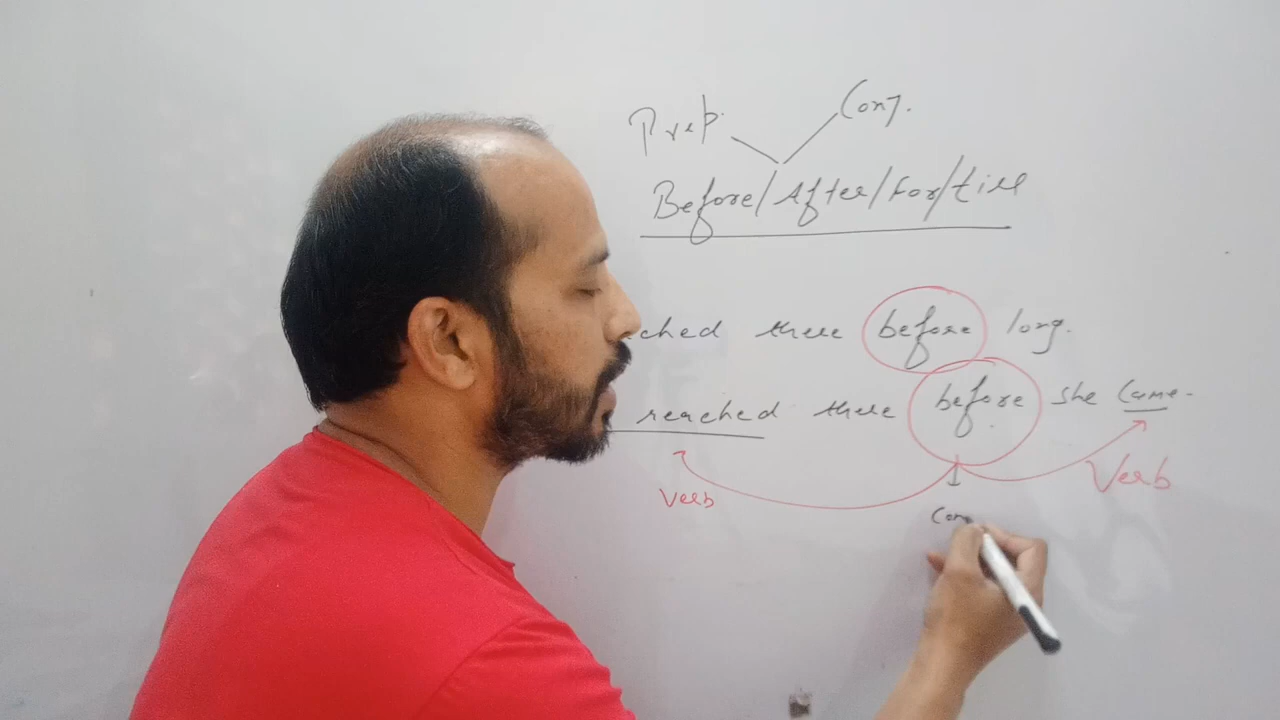 Prep. Conj.
Before/After/For/till
ched there before long.
reached there before she came.
Verb Verb
Con